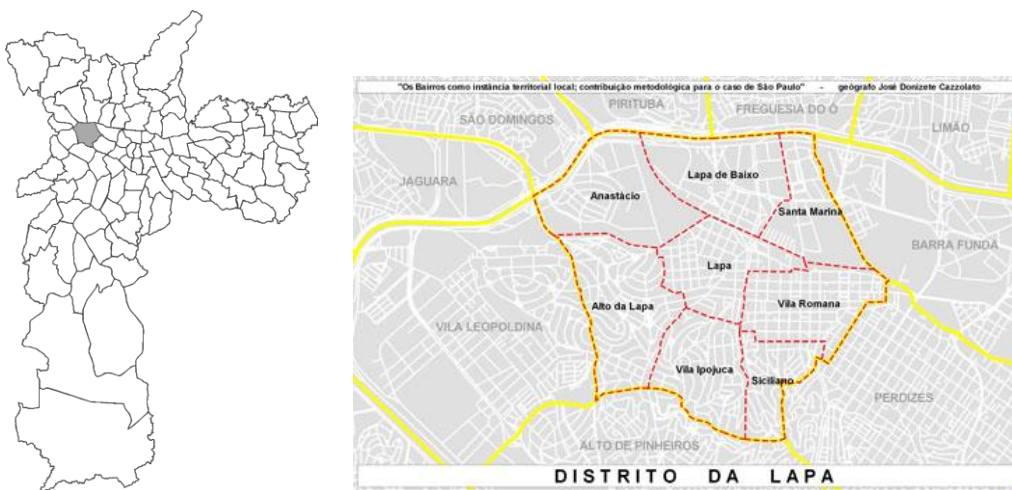 "Os Bairros como instância territorial local; contribuição metodológica para o caso de São Paulo" - geógrafo José Donizete Cazzolato
PIRITUBA
FREGUESIA DO Ó
SÃO DOMINGOS
LIMÃO
JAGUARA
Lapa de Baixo
Anastácio
Santa Marina
BARRA FUNDA
Lapa
Alto da Lapa
Vila Romana
VILA LEOPOLDINA
Vila Ipojuca
Siciliano
PERDIZES
ALTO DE PINHEIROS
DISTRITO DA LAPA